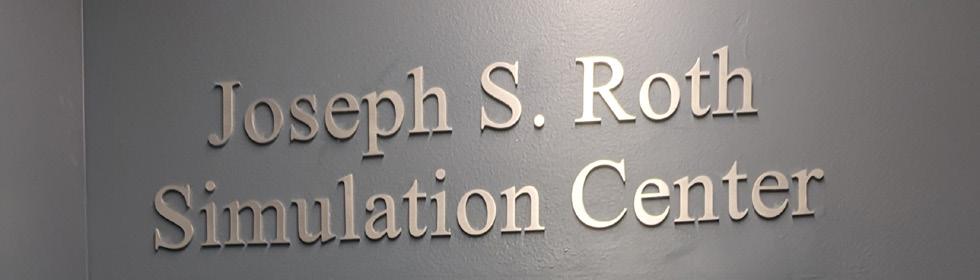 Joseph S. Roth
Simulation Center